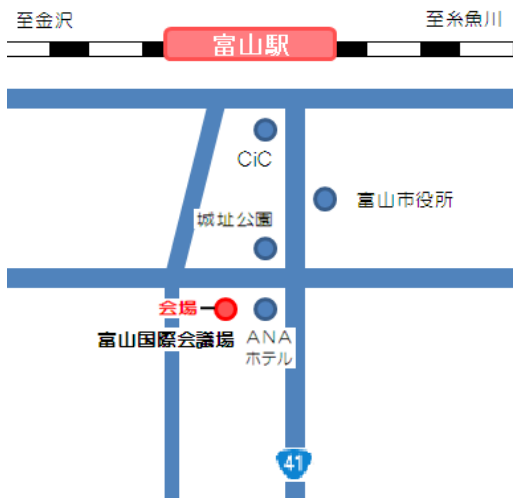 至金沢
至糸魚川
富山駅
CiC
富山市役所
城址公園
会場
富山国際会議場
ANA
ホテル
41